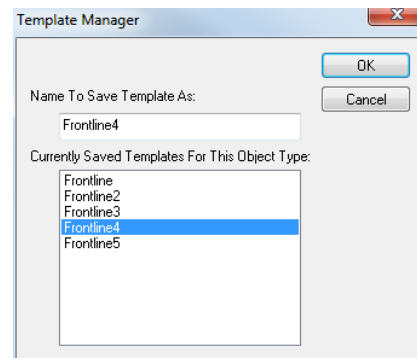 Template Manager
OK
Name To Save Template As:
Cancel
Frontline4
Currently Saved Templates For This Object Type:
Frontline
Frontline2
Frontline3
Frontline4
Frontline5